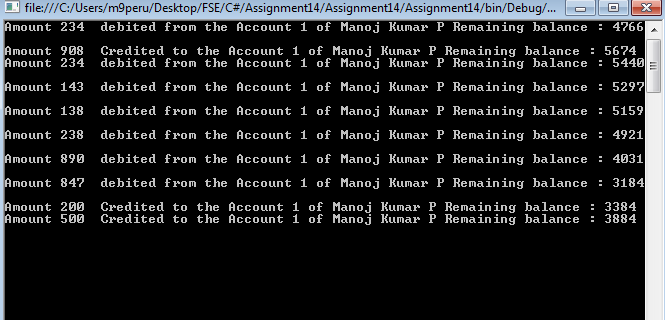 file:///C:/Users/m9peru/Desktop/FSE/C#/Assignment14/Assignment14/Assignment14/bin/Debug/...
Amount 234  debited from the Account 1 of Manoj Kumar P Remaining balance : 4766
Amount 908  Credited to the Account 1 of Manoj Kumar P Remaining balance : 5674
Amount 234  debited from the Account 1 of Manoj Kumar P Remaining balance : 5440
Amount 143  debited from the Account 1 of Manoj Kumar P Remaining balance : 5297
Amount 138  debited from the Account 1 of Manoj Kumar P Remaining balance : 5159
Amount 238  debited from the Account 1 of Manoj Kumar P Remaining balance : 4921
Amount 890  debited from the Account 1 of Manoj Kumar P Remaining balance : 4031
Amount 847  debited from the Account 1 of Manoj Kumar P Remaining balance : 3184
Amount 200  Credited to the Account 1 of Manoj Kumar P Remaining balance : 3384
Amount 500  Credited to the Account 1 of Manoj Kumar P Remaining balance : 3884